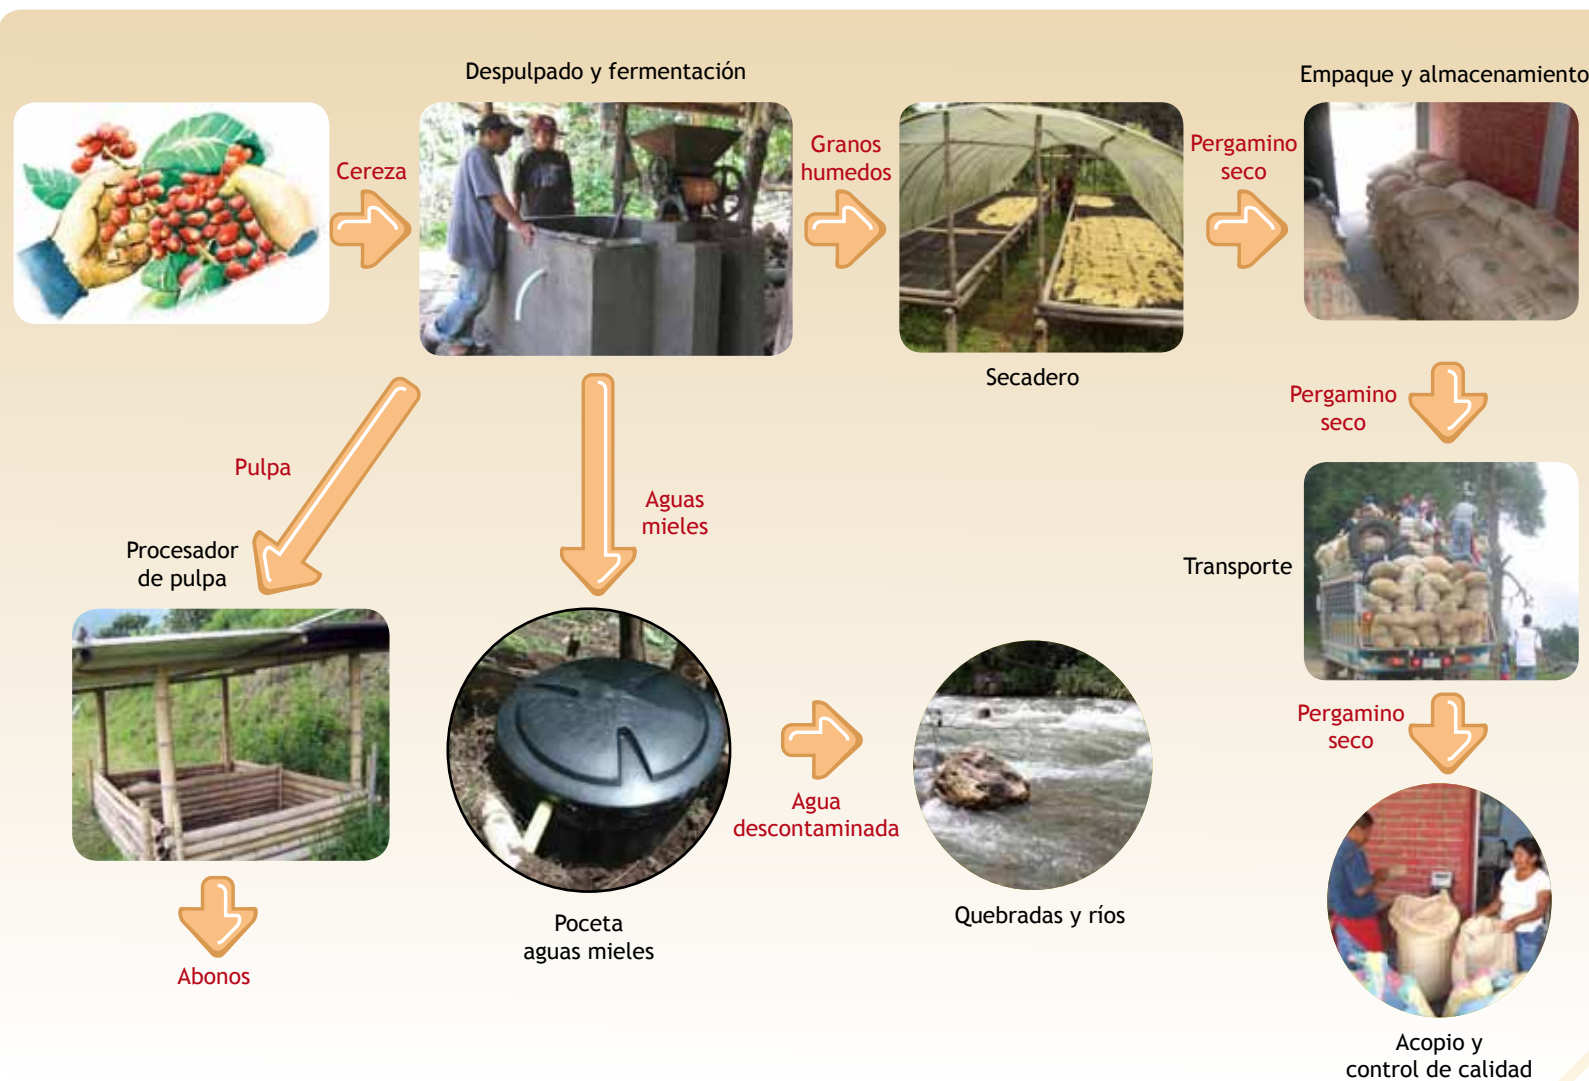 Despulpado y fermentación
Empaque y almacenamiento
Cereza
Granos
humedos
Pergamino
seco
Secadero
Pergamino
seco
Pulpa
Aguas
mieles
Procesador
de pulpa
Transporte
Pergamino
seco
Agua
descontaminada
Poceta
aguas mieles
Quebradas y ríos
Abonos
Acopio y
control de calidad